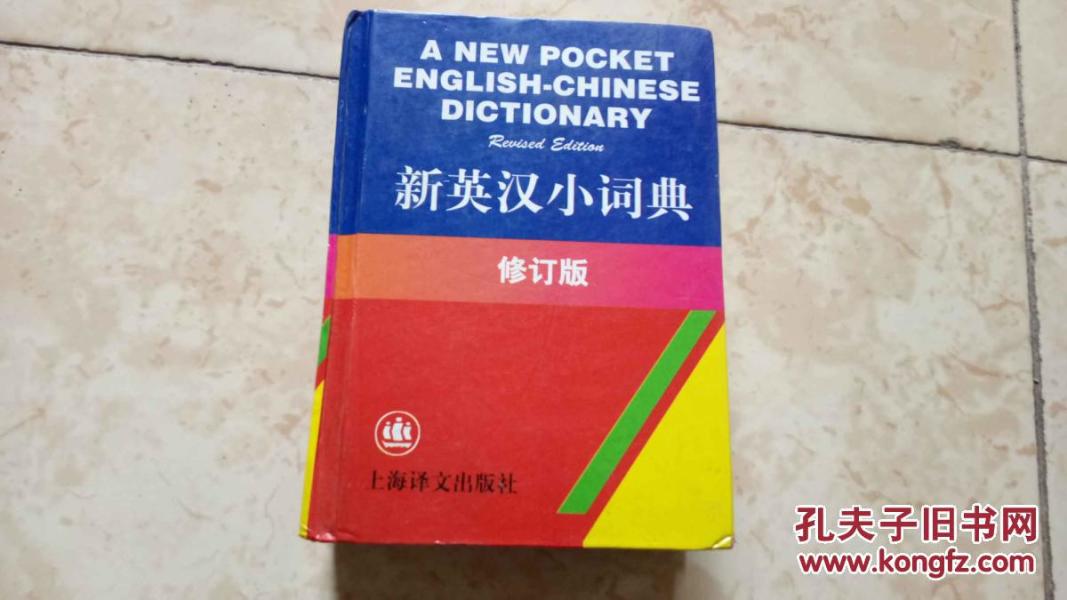 A NEW POCKET
ENGLISH-CHINESE
DICTIONARY
Revised Edition
新英汉小词典
修订版
上海译文出版社
孔夫子旧书网
www.kongfz.com